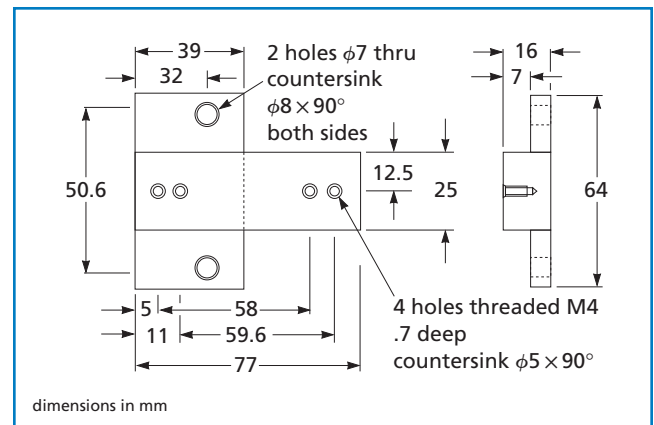 39
2 holes ϕ7 thru
countersink
ϕ8×90°
both sides
32
16
7
50.6
12.5
25
64
5
58
11
59.6
77
4 holes threaded M4
.7 deep
countersink ϕ5×90°
dimensions in mm